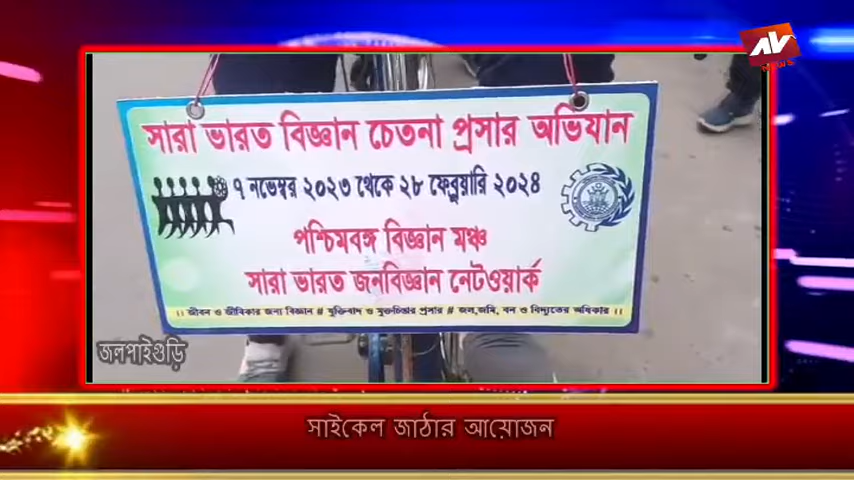 AV
NEWS
সারা ভারত বিজ্ঞান চেতনা প্রসার অভিযান
৭ নভেম্বর ২০২৩ থেকে ২৮ ফেব্রুয়ারি ২০২৪
পশ্চিমবঙ্গ বিজ্ঞান মঞ্চ
সারা ভারত জনবিজ্ঞান নেটওয়ার্ক
।। জীবন ও জীবিকার জন্য বিজ্ঞান # যুক্তিবাদ ও মুক্তচিন্তার প্রসার # জল,জমি, বন ও বিদ্যুতের অধিকার ।।
জলপাইগুড়ি
সাইকেল জাঠার আয়োজন